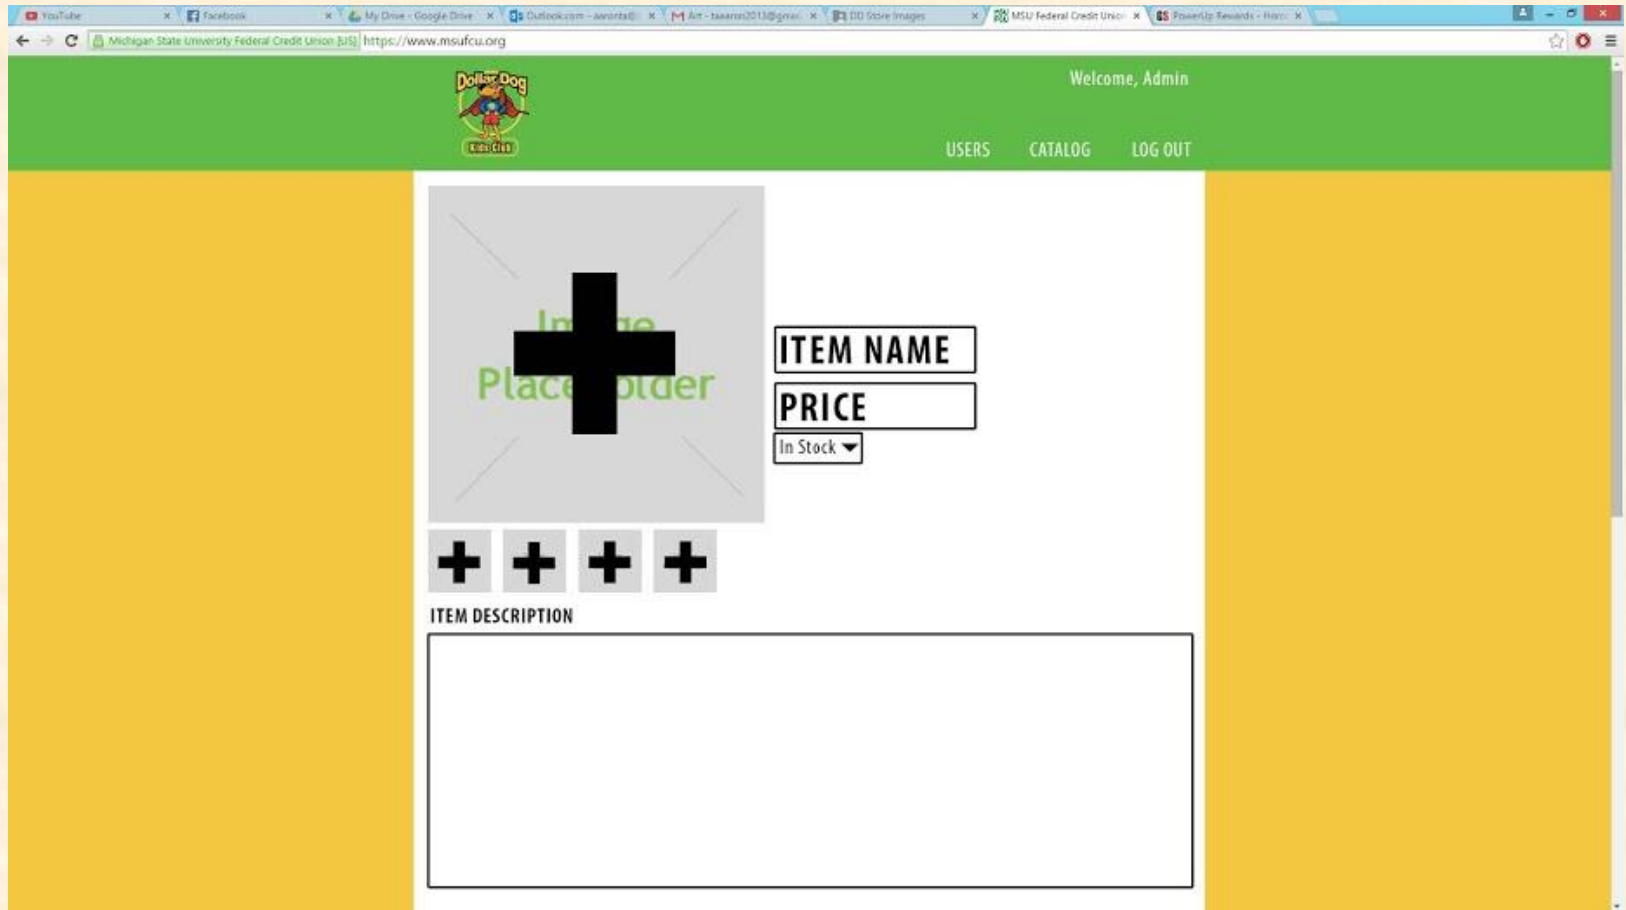 YouTube
Facebook
My Drive - Google Drive
Outlook.com -
DD Store Images
MSU Federal Credit Union
PowerUp Rewards -
Michigan State University Federal Credit Union [US] https://www.msufcu.org
Dollar Dog
Kids Club
Welcome, Admin
USERS CATALOG LOG OUT
ITEM NAME
PRICE
In Stock
ITEM DESCRIPTION